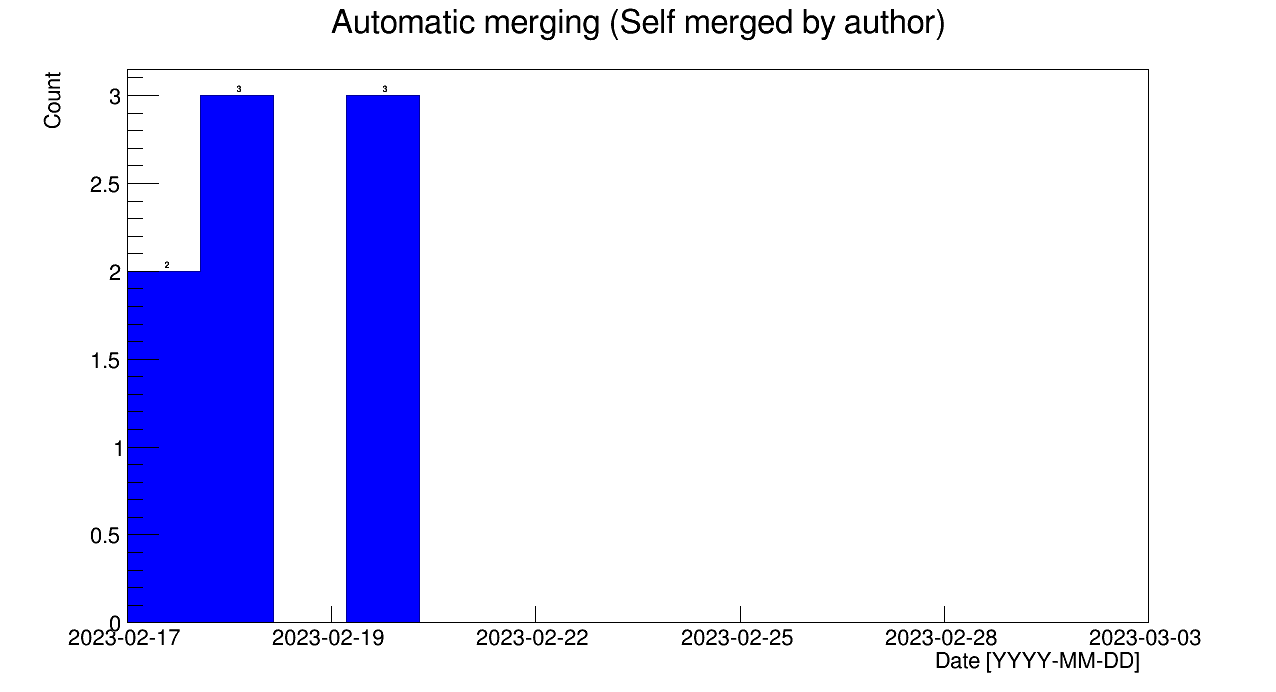 Automatic merging (Self merged by author)
Count
3
2.5
2
1.5
1
0.5
0
2
3
3
2023-02-17 2023-02-19 2023-02-22 2023-02-25 2023-02-28 2023-03-03
Date [YYYY-MM-DD]